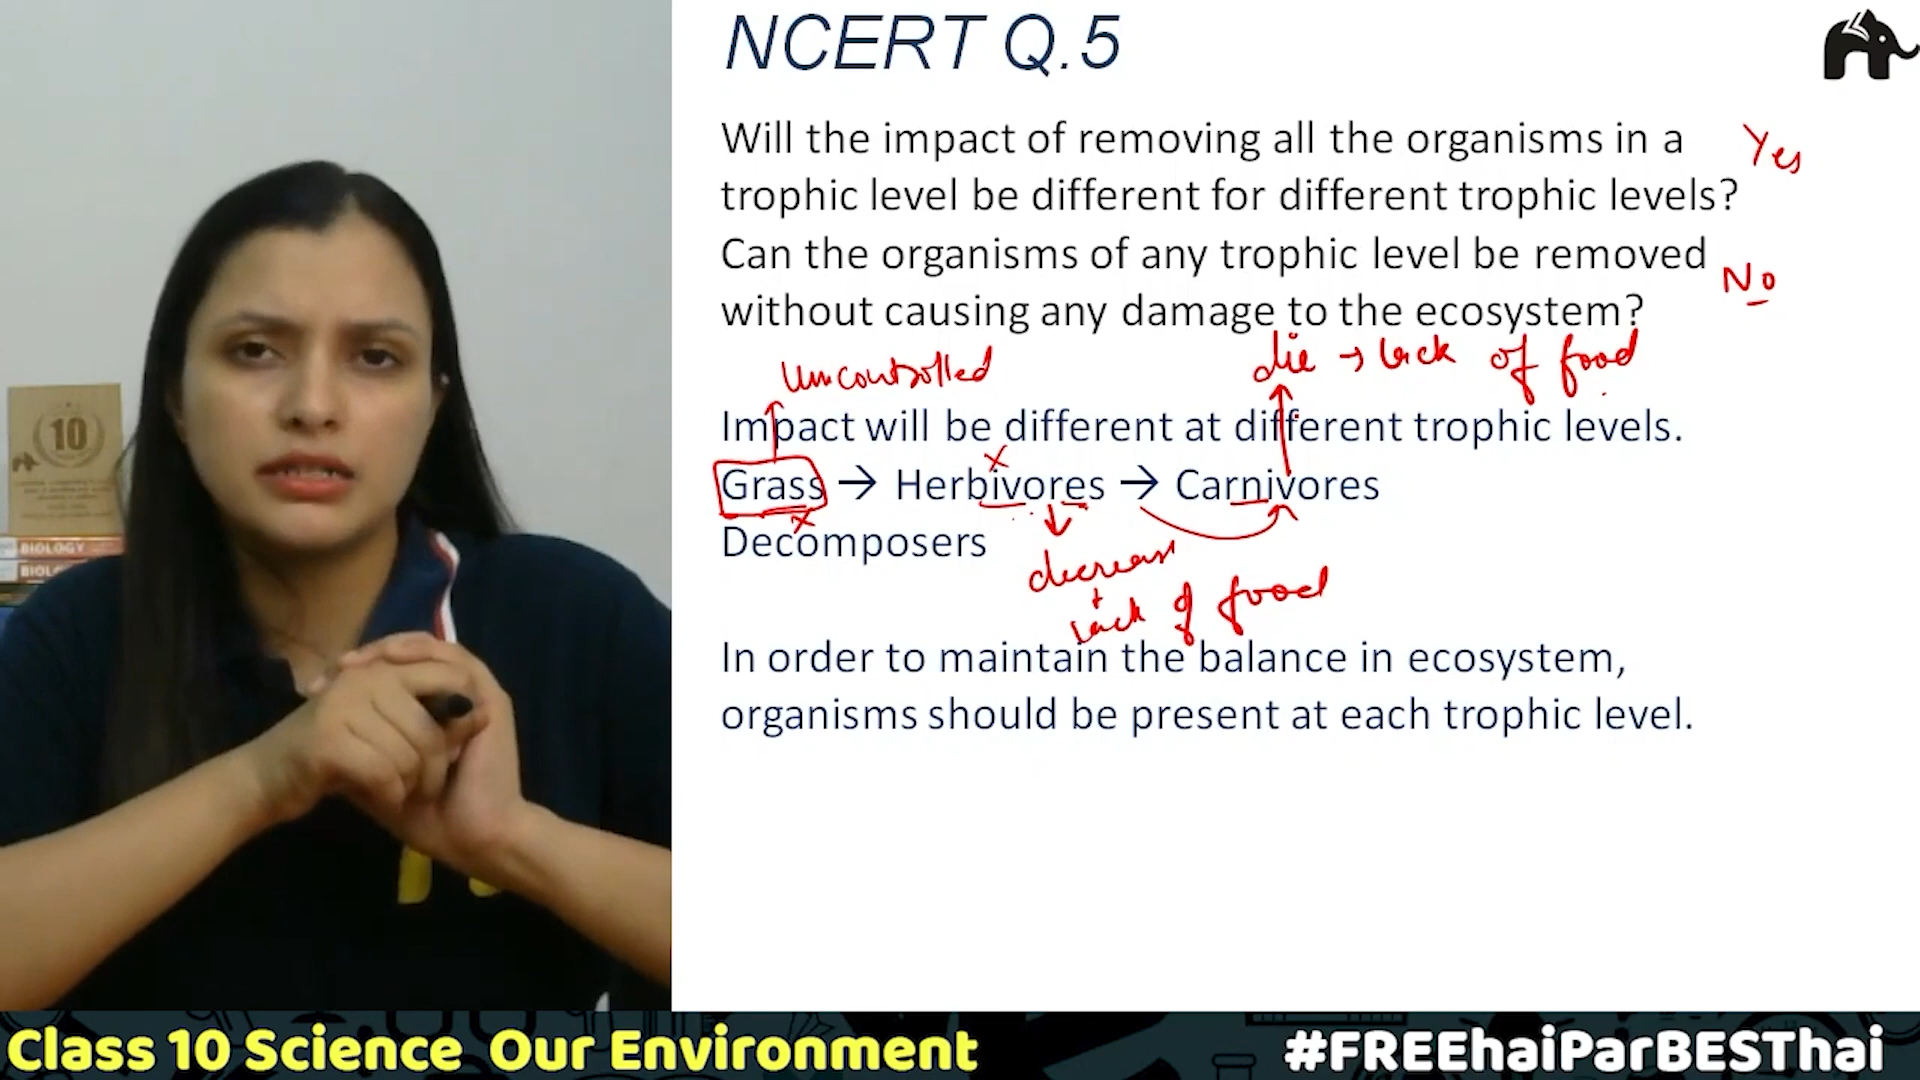 NCERT Q.5
Will the impact of removing all the organisms in a
Yes
trophic level be different for different trophic levels?
Can the organisms of any trophic level be removed
No
without causing any damage to the ecosystem?
die → lack of food
Uncontrolled
Impact will be different at different trophic levels.
Grass → Herbivores → Carnivores
Decomposers
decrease
lack of food
In order to maintain the balance in ecosystem,
organisms should be present at each trophic level.
10
BIOLOGY
Class 10 Science Our Environment
#FREEhaiParBESThai